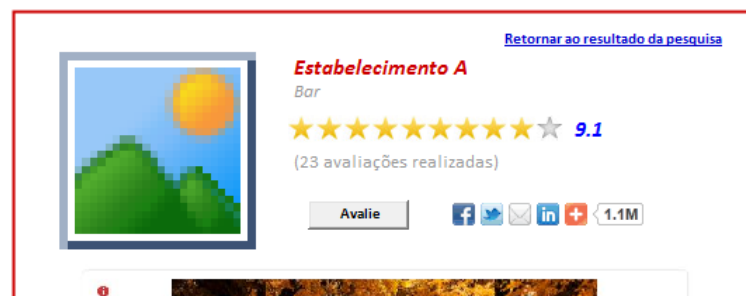 Retornar ao resultado da pesquisa
Estabelecimento A
Bar
9.1
(23 avaliações realizadas)
Avalie
1.1M